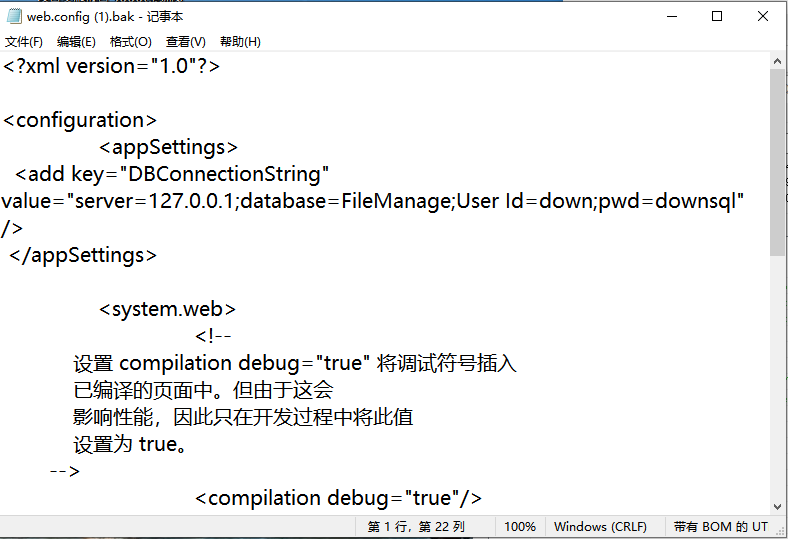 web.config (1).bak - 记事本
文件(F) 编辑(E) 格式(O) 查看(V) 帮助(H)
<?xml version="1.0"?>
<configuration>
<appSettings>
<add key="DBConnectionString"
value="server=127.0.0.1;database=FileManage;User Id=down;pwd=downsql"
/>
</appSettings>
<system.web>
<!--
设置 compilation debug="true" 将调试符号插入
已编译的页面中。但由于这会
影响性能，因此只在开发过程中将此值
设置为 true。
-->
<compilation debug="true"/>
第 1 行，第 22 列 100% Windows (CRLF) 带有 BOM 的 UT